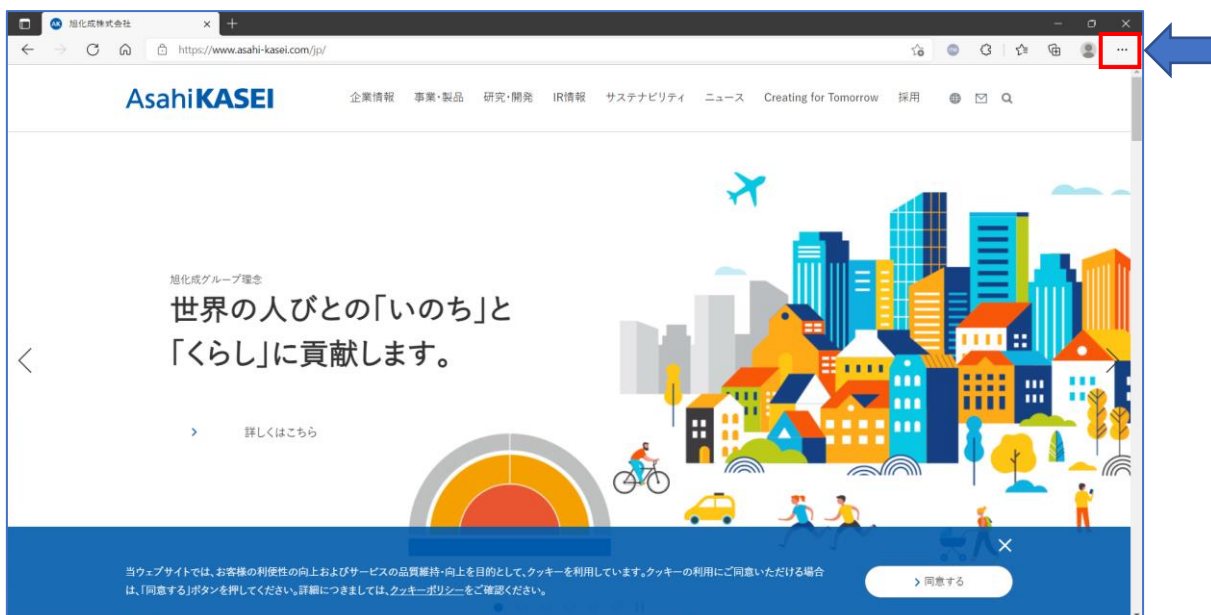 AK 旭化成株式会社
https://www.asahi-kasei.com/jp/
AsahiKASEI 企業情報 事業・製品 研究・開発 IR情報 サステナビリティ ニュース Creating for Tomorrow 採用
旭化成グループ理念
世界の人びとの「いのち」と
「くらし」に貢献します。
詳しくはこちら
当ウェブサイトでは、お客様の利便性の向上およびサービスの品質維持・向上を目的として、クッキーを利用しています。クッキーの利用にご同意いただける場合
は、「同意する」ボタンを押してください。詳細につきましては、クッキーポリシーをご確認ください。
同意する